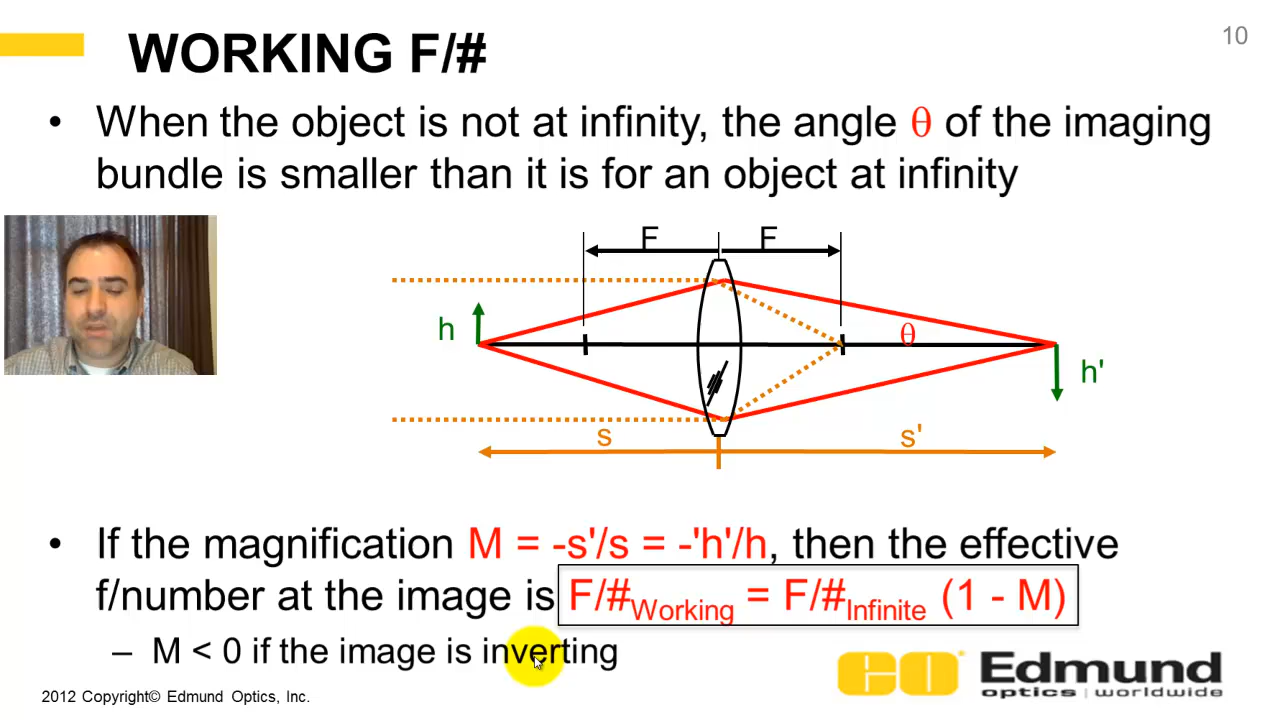 10
WORKING F/#
• When the object is not at infinity, the angle θ of the imaging
bundle is smaller than it is for an object at infinity
F F
h
θ
h'
s s'
• If the magnification M = -s'/s = -'h'/h, then the effective
f/number at the image is F/#Working = F/#Infinite (1 - M)
– M < 0 if the image is inverting
EO Edmund
optics | worldwide
2012 Copyright© Edmund Optics, Inc.